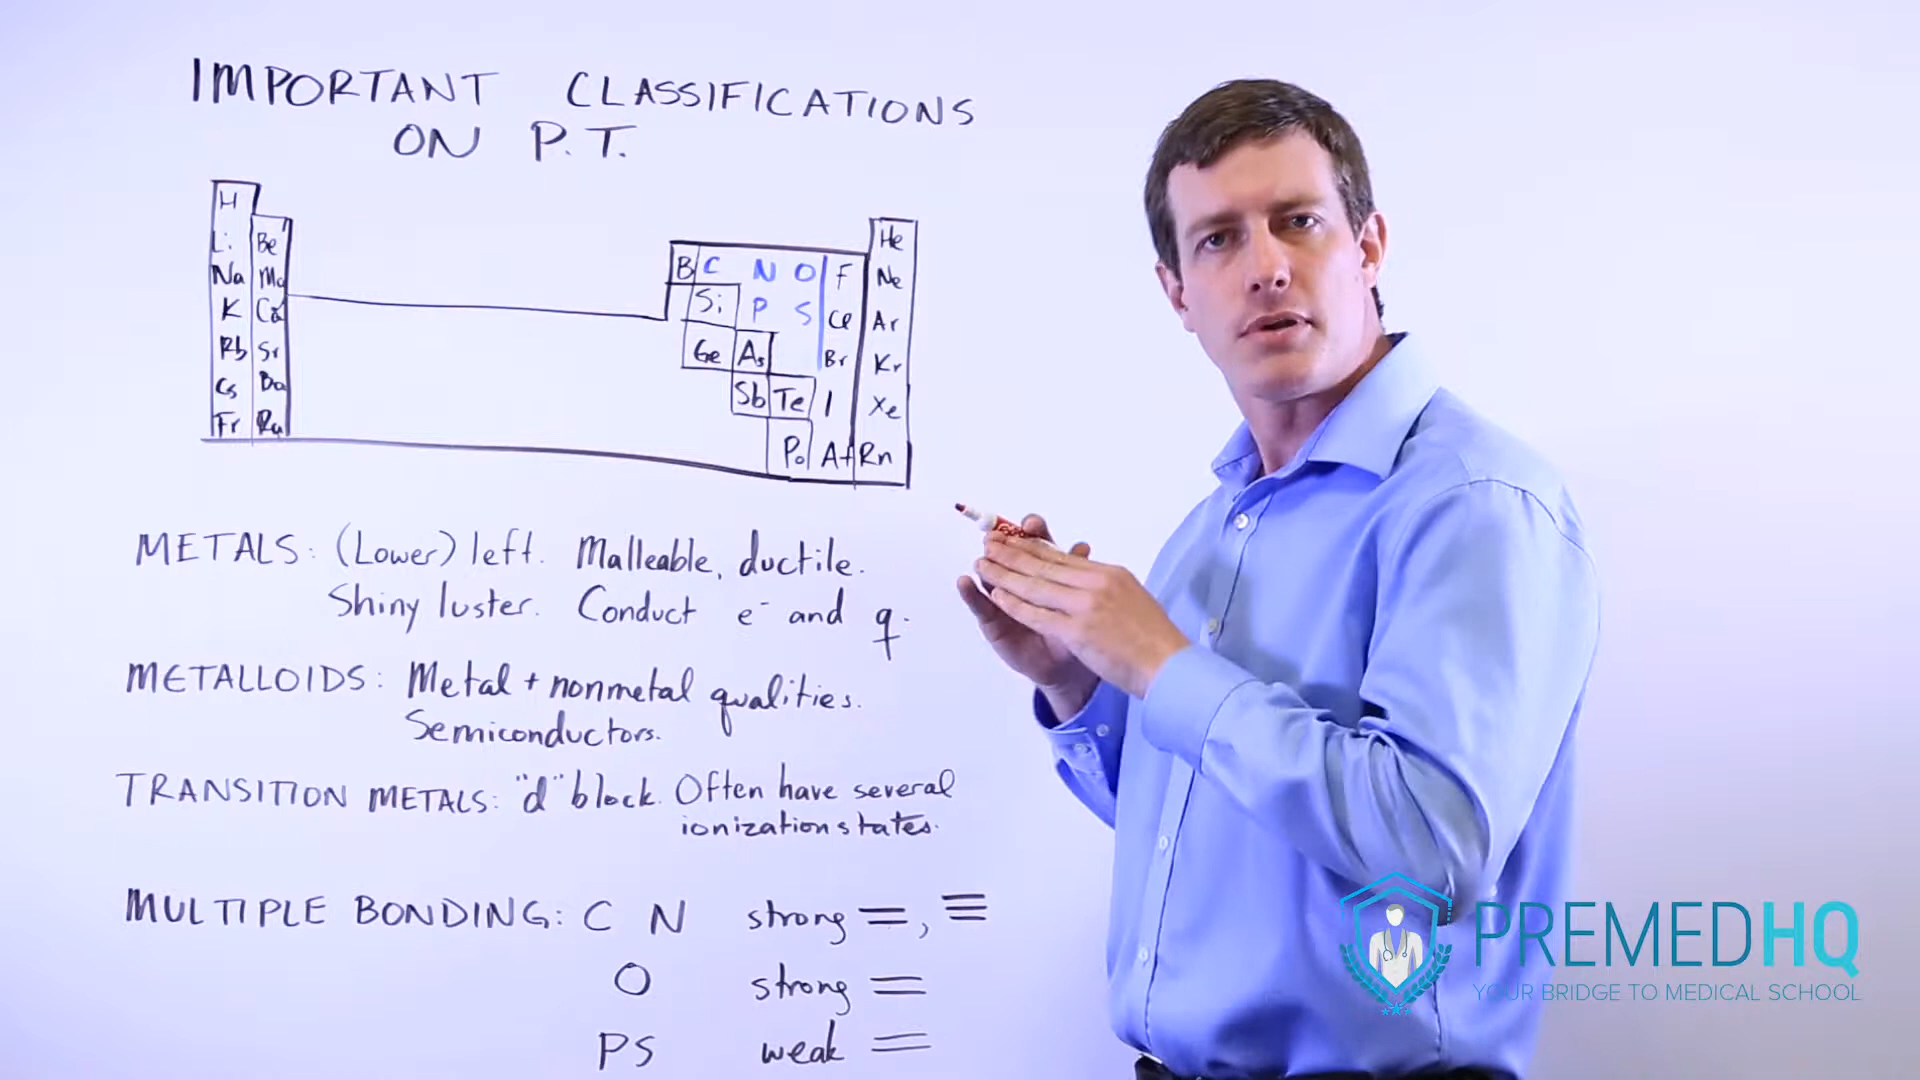 IMPORTANT CLASSIFICATIONS
ON P.T.
H
He
Li Be
B C N O F Ne
Na Mg
Si P S Cl Ar
K Ca
Ge As Br Kr
Rb Sr
Sb Te I Xe
Cs Ba
Po At Rn
Fr Ra
METALS: (Lower) left. Malleable, ductile.
Shiny luster. Conduct e⁻ and q.
METALLOIDS: Metal + nonmetal qualities.
Semiconductors.
TRANSITION METALS: "d" block. Often have several
ionization states.
MULTIPLE BONDING: C N strong =, ≡
O strong =
PS weak =
PREMEDHQ
YOUR BRIDGE TO MEDICAL SCHOOL